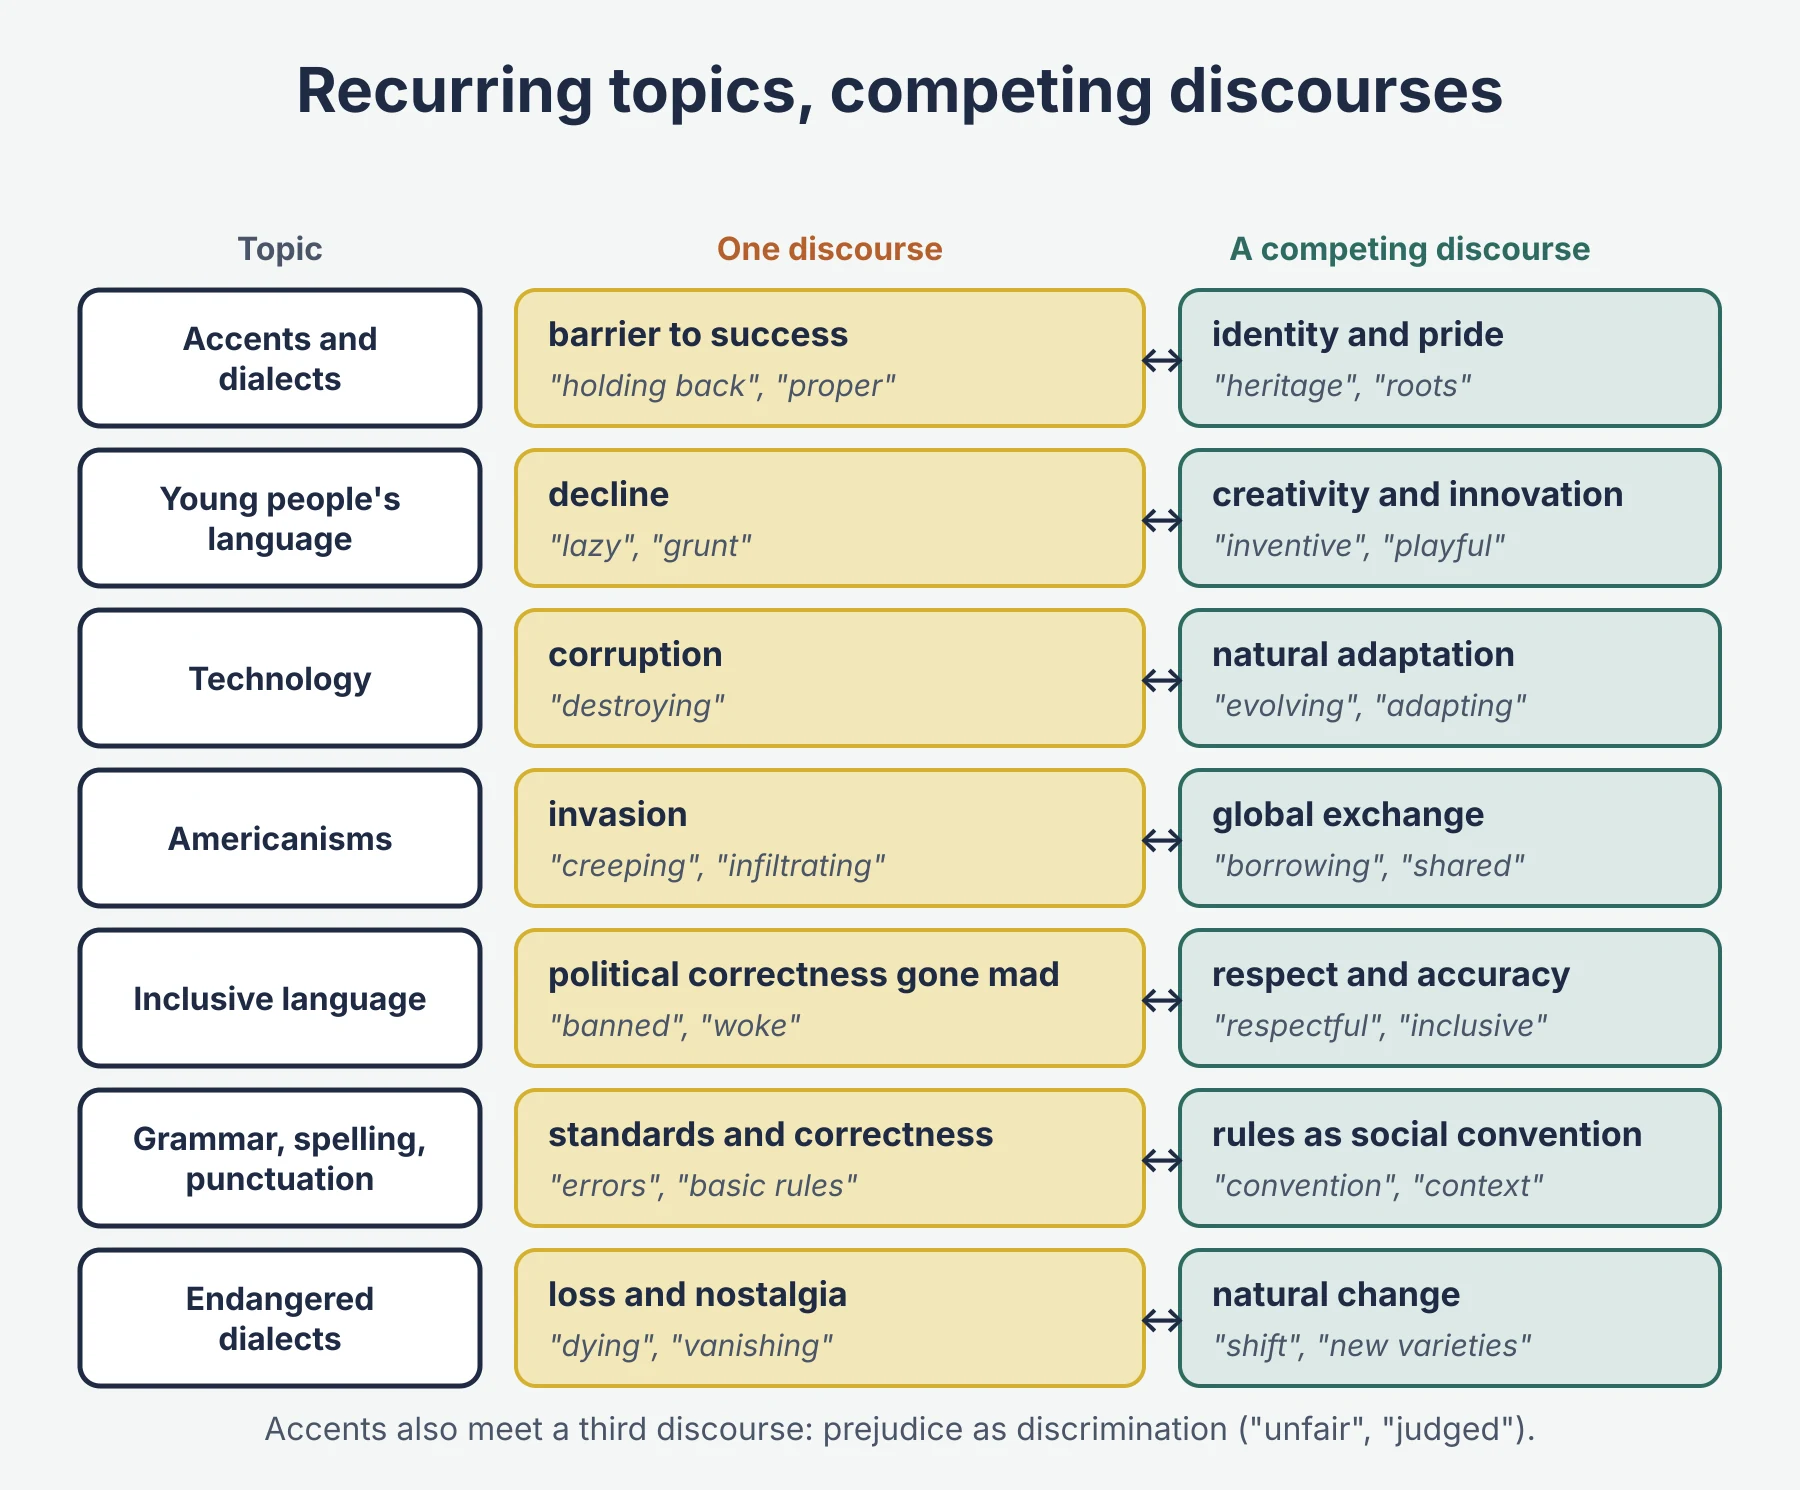 Recurring topics, competing discourses
Topic
One discourse
A competing discourse
Accents and
dialects
barrier to success
"holding back", "proper"
identity and pride
"heritage", "roots"
Young people's
language
decline
"lazy", "grunt"
creativity and innovation
"inventive", "playful"
Technology
corruption
"destroying"
natural adaptation
"evolving", "adapting"
Americanisms
invasion
"creeping", "infiltrating"
global exchange
"borrowing", "shared"
Inclusive language
political correctness gone mad
"banned", "woke"
respect and accuracy
"respectful", "inclusive"
Grammar, spelling,
punctuation
standards and correctness
"errors", "basic rules"
rules as social convention
"convention", "context"
Endangered
dialects
loss and nostalgia
"dying", "vanishing"
natural change
"shift", "new varieties"
Accents also meet a third discourse: prejudice as discrimination ("unfair", "judged").